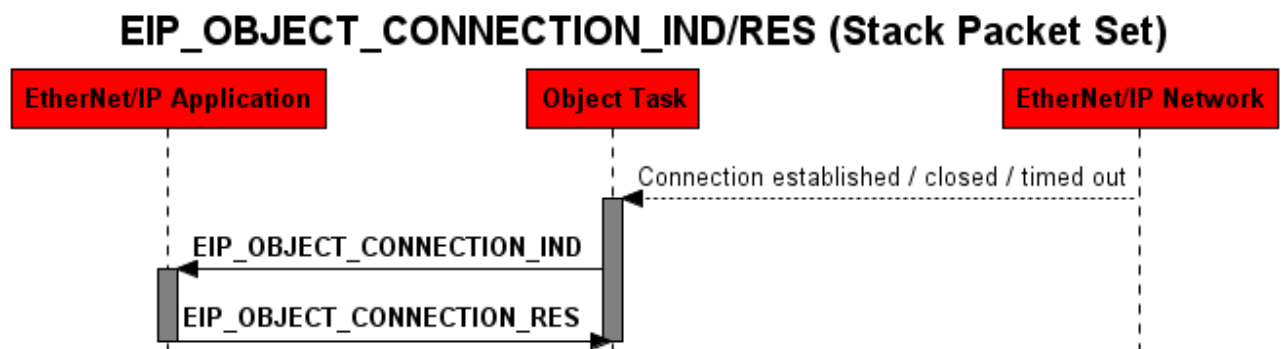 EIP_OBJECT_CONNECTION_IND/RES (Stack Packet Set)
EtherNet/IP Application
Object Task
EtherNet/IP Network
Connection established / closed / timed out
EIP_OBJECT_CONNECTION_IND
EIP_OBJECT_CONNECTION_RES